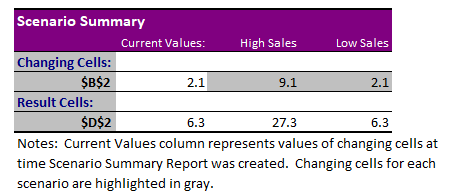 Scenario Summary
Current Values: High Sales Low Sales
Changing Cells:
$B$2 2.1 9.1 2.1
Result Cells:
$D$2 6.3 27.3 6.3
Notes: Current Values column represents values of changing cells at
time Scenario Summary Report was created. Changing cells for each
scenario are highlighted in gray.